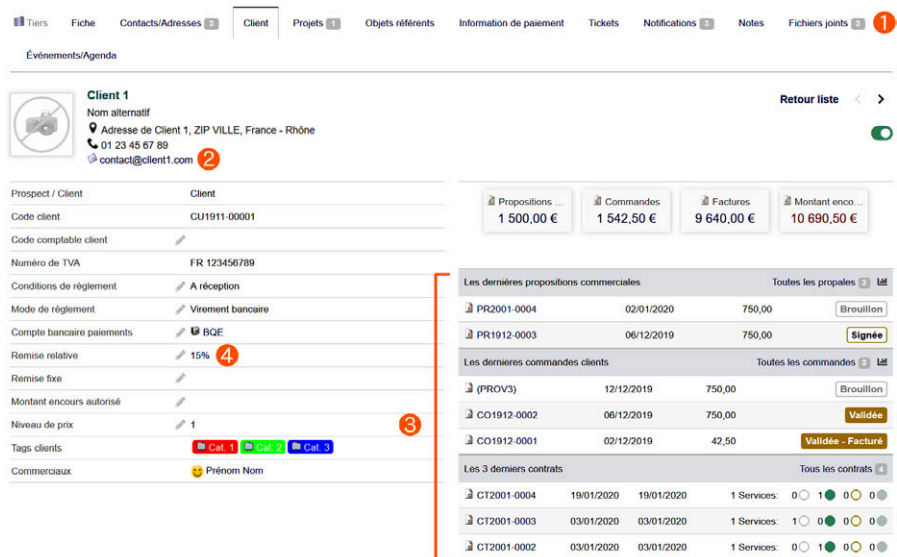 Tiers Fiche Contacts/Adresses 3 Client Projets 1 Objets référents Information de paiement Tickets Notifications 3 Notes Fichiers joints 3 1
Événements/Agenda
Client 1
Nom alternatif
Adresse de Client 1, ZIP VILLE, France - Rhône
01 23 45 67 89
contact@client1.com 2
Retour liste < >
Prospect / Client Client
Code client CU1911-00001
Code comptable client
Numéro de TVA FR 123456789
Conditions de règlement A réception
Mode de règlement Virement bancaire
Compte bancaire paiements BQE
Remise relative 15% 4
Remise fixe
Montant encours autorisé
Niveau de prix 1
3
Tags clients Cat. 1 Cat. 2 Cat. 3
Commerciaux Prénom Nom
Propositions ... Commandes Factures Montant enco...
1 500,00 € 1 542,50 € 9 640,00 € 10 690,50 €
Les dernières propositions commerciales Toutes les propales 2
PR2001-0004 02/01/2020 750,00 Brouillon
PR1912-0003 06/12/2019 750,00 Signée
Les dernieres commandes clients Toutes les commandes 3
(PROV3) 12/12/2019 750,00 Brouillon
CO1912-0002 06/12/2019 750,00 Validée
CO1912-0001 02/12/2019 42,50 Validée - Facturé
Les 3 derniers contrats Tous les contrats 4
CT2001-0004 19/01/2020 19/01/2020 1 Services: 0 1 0 0
CT2001-0003 03/01/2020 03/01/2020 1 Services: 1 0 0 0
CT2001-0002 03/01/2020 03/01/2020 1 Services: 0 1 0 0